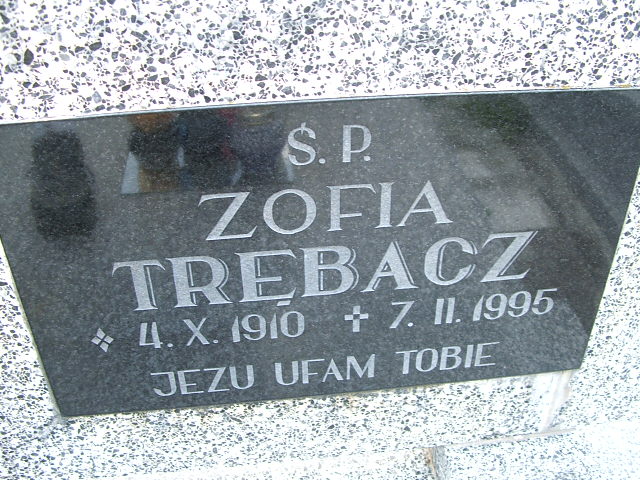 Ś.P.
ZOFIA
TRĘBACZ
4. X. 1910 7. II. 1995
JEZU UFAM TOBIE